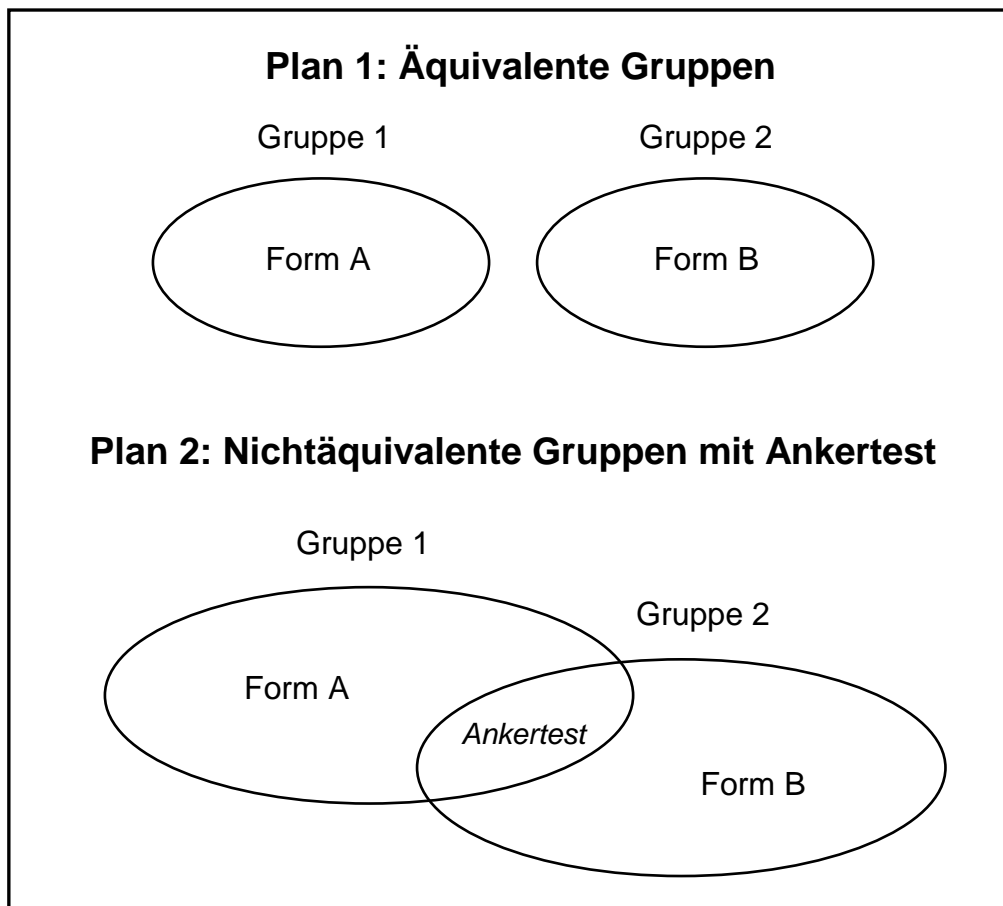 Plan 1: Äquivalente Gruppen
Gruppe 1
Gruppe 2
Form A
Form B
Plan 2: Nichtäquivalente Gruppen mit Ankertest
Gruppe 1
Gruppe 2
Form A
Ankertest
Form B